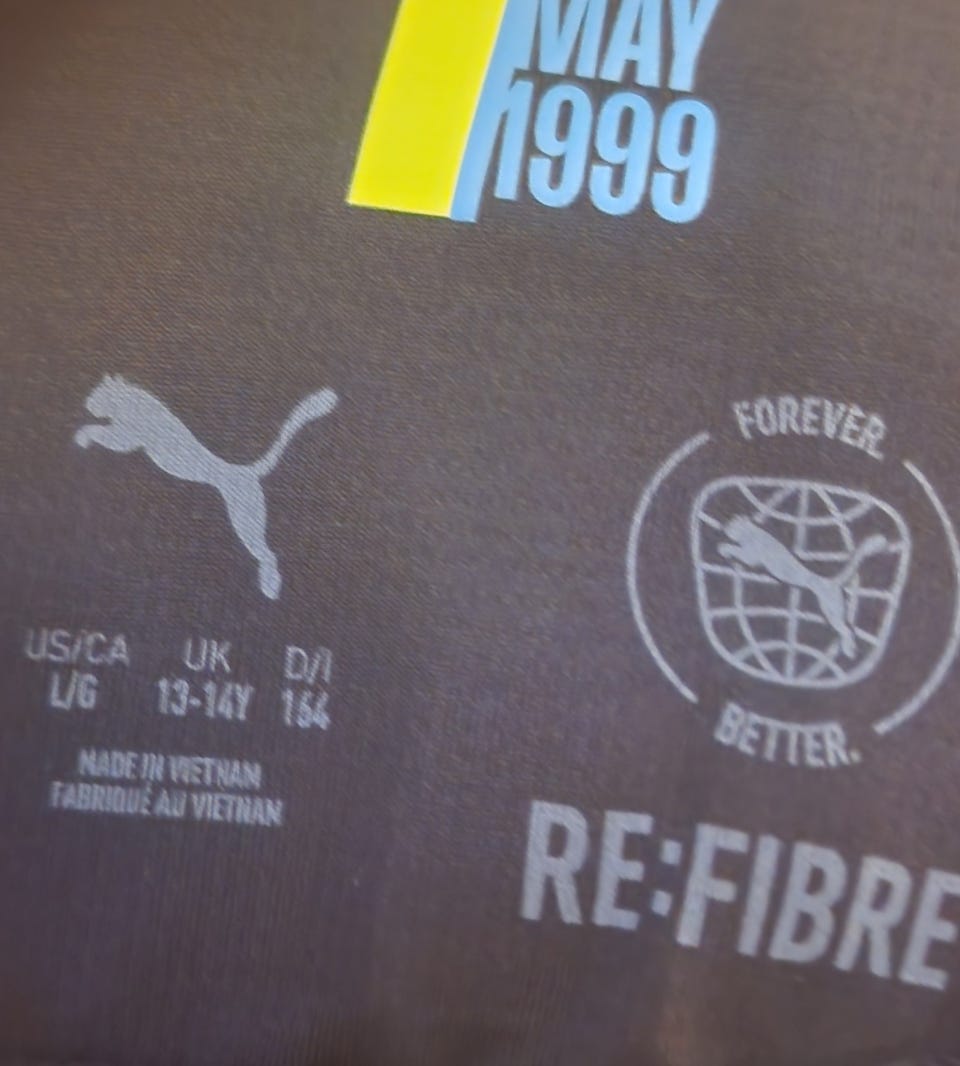 MAY
1999
FOREVER.
BETTER.
US/CA UK D/I
L/G 13-14Y 164
MADE IN VIETNAM
FABRIQUÉ AU VIETNAM
RE:FIBRE